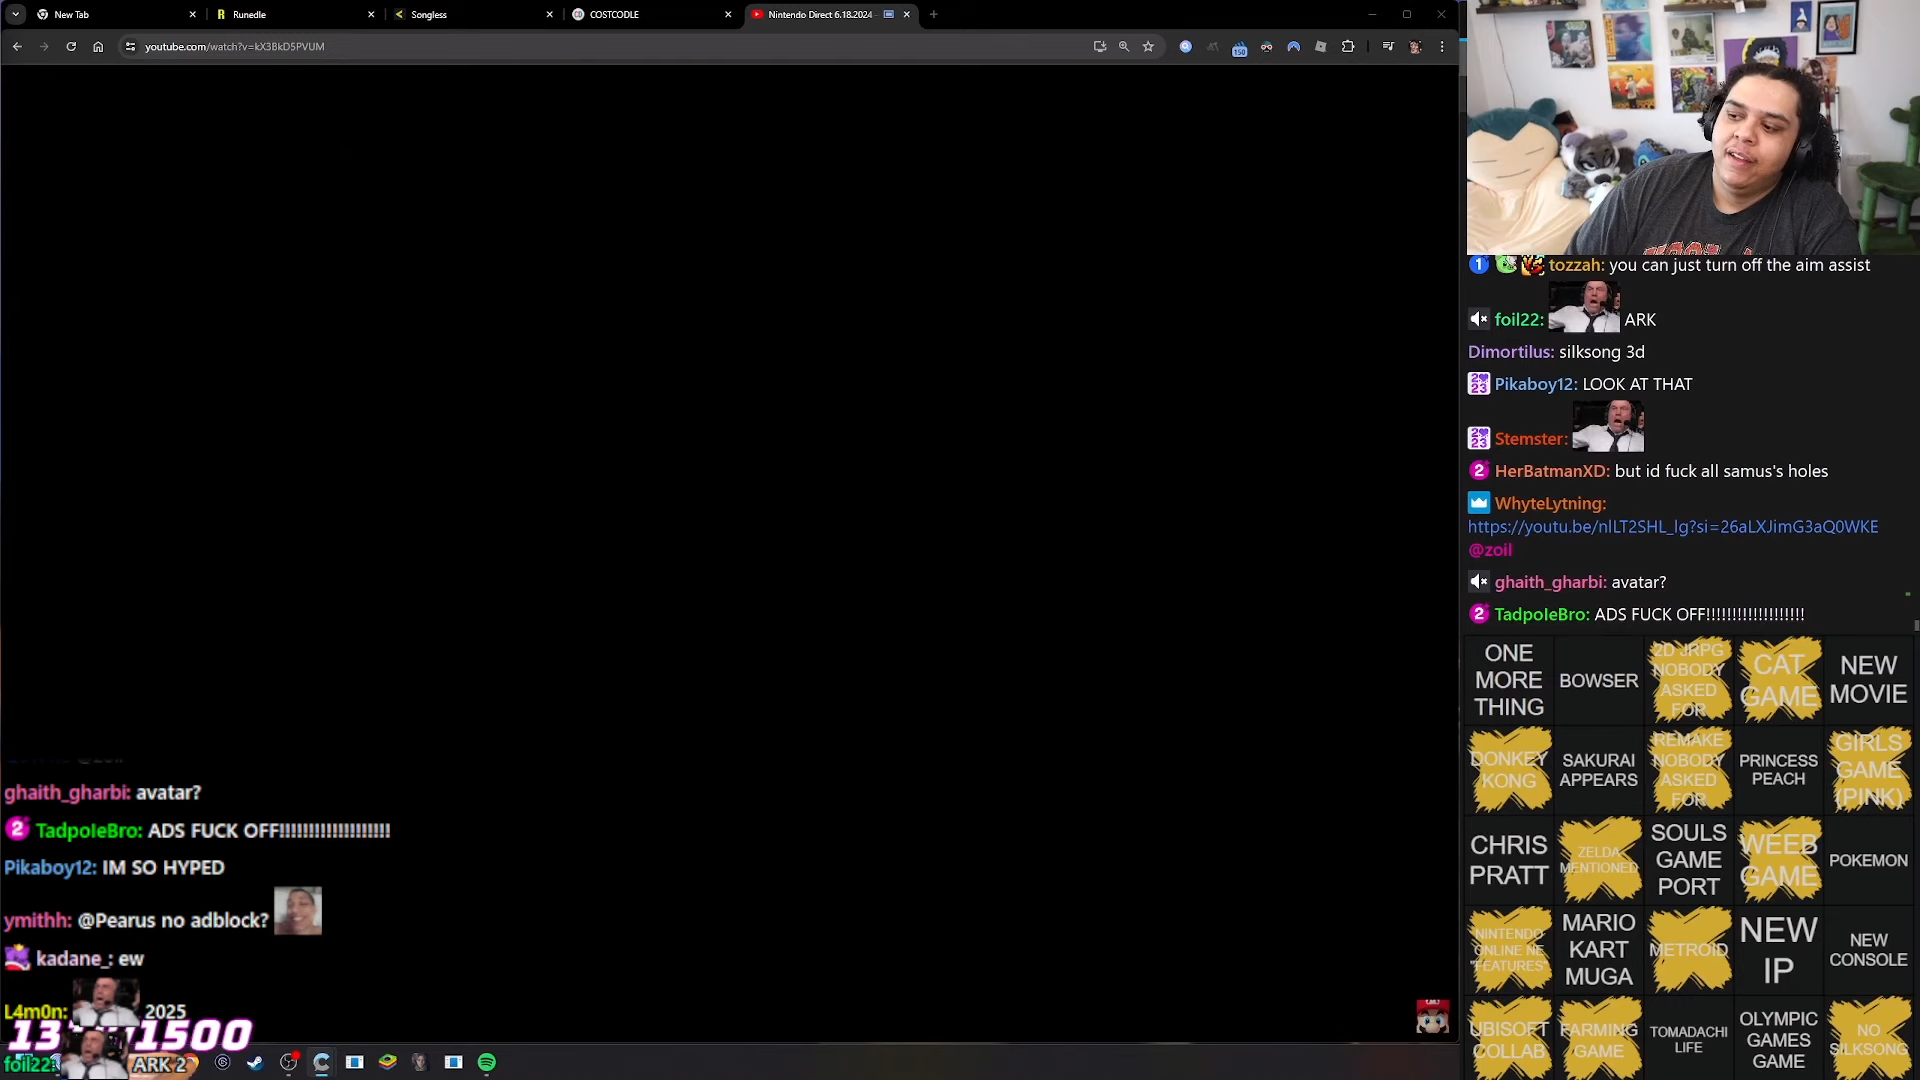 New Tab
Runedle
Songless
COSTCODLE
Nintendo Direct 6.18.2024 -
youtube.com/watch?v=kX3BkD5PVUM
150
tozzah: you can just turn off the aim assist
foil22: ARK
Dimortilus: silksong 3d
Pikaboy12: LOOK AT THAT
Stemster:
HerBatmanXD: but id fuck all samus's holes
WhyteLytning:
https://youtu.be/nlLT2SHL_lg?si=26aLXJimG3aQ0WKE
@zoil
ghaith_gharbi: avatar?
TadpoleBro: ADS FUCK OFF!!!!!!!!!!!!!!!!!!!
ONE
MORE
THING
BOWSER
2D JRPG
NOBODY
ASKED
FOR
CAT
GAME
NEW
MOVIE
DONKEY
KONG
SAKURAI
APPEARS
REMAKE
NOBODY
ASKED
FOR
PRINCESS
PEACH
GIRLS
GAME
(PINK)
CHRIS
PRATT
ZELDA
MENTIONED
SOULS
GAME
PORT
WEEB
GAME
POKEMON
NINTENDO
ONLINE NE
"FEATURES"
MARIO
KART
MUGA
METROID
NEW
IP
NEW
CONSOLE
UBISOFT
COLLAB
FARMING
GAME
TOMADACHI
LIFE
OLYMPIC
GAMES
GAME
NO
SILKSONG
ghaith_gharbi: avatar?
TadpoleBro: ADS FUCK OFF!!!!!!!!!!!!!!!!!!!
Pikaboy12: IM SO HYPED
ymithh: @Pearus no adblock?
kadane_: ew
L4m0n: 2025
1500
foil22: ARK 2